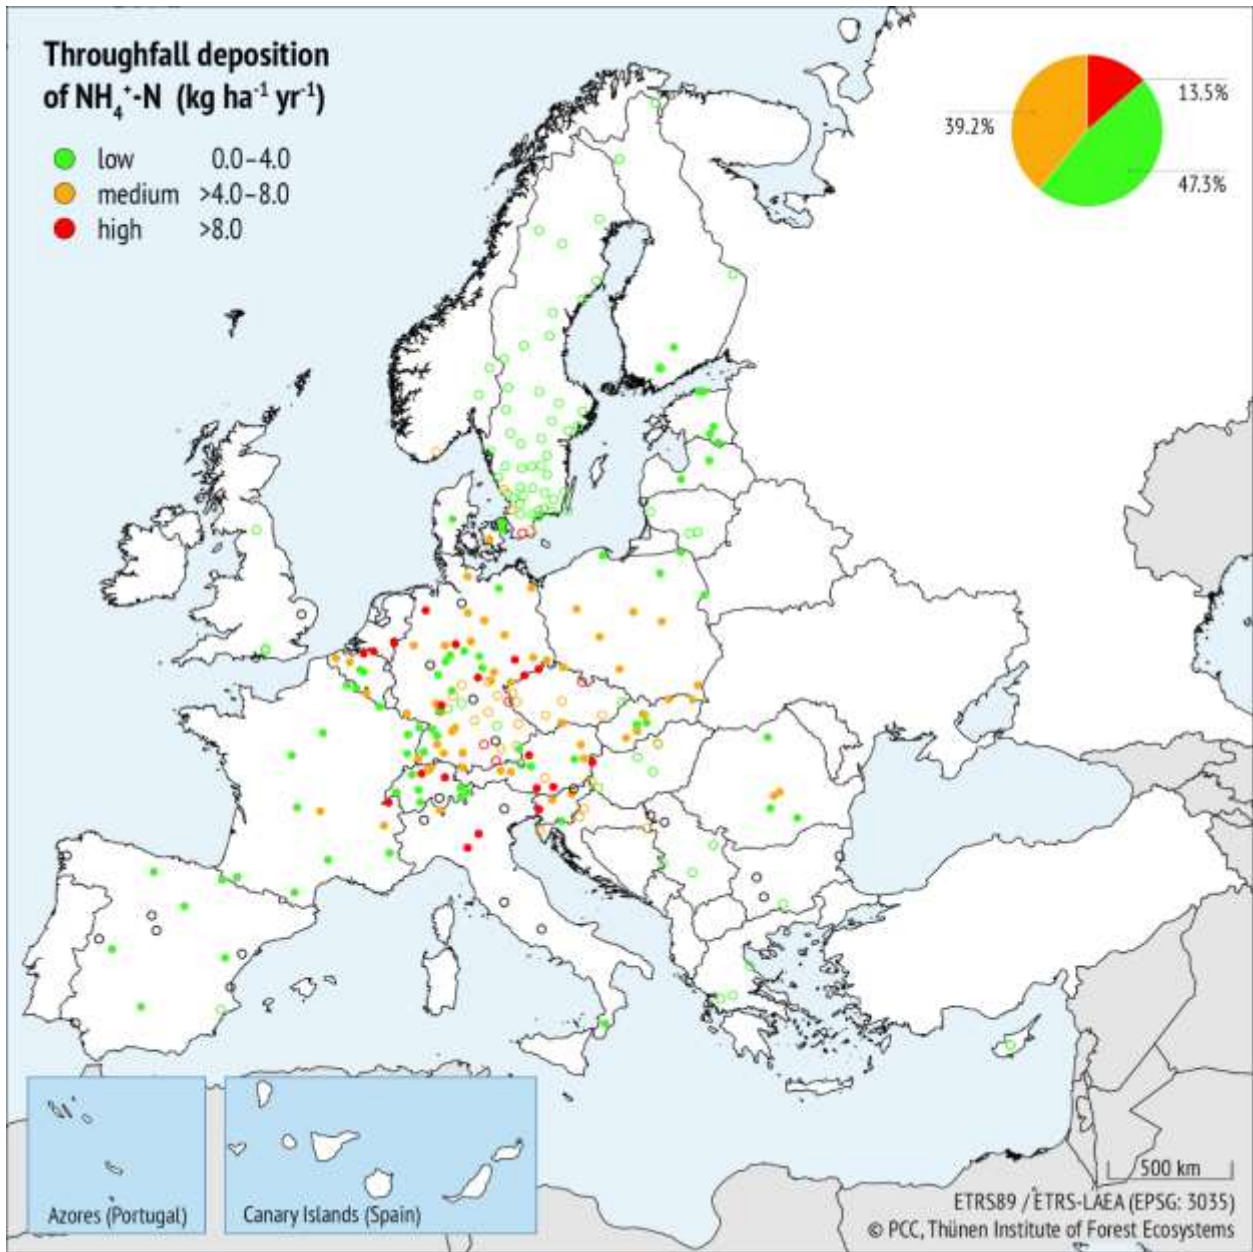 Throughfall deposition
of NH₄⁺-N (kg ha⁻¹ yr⁻¹)
low 0.0–4.0
medium >4.0–8.0
high >8.0
13.5%
39.2%
47.3%
500 km
ETRS89 / ETRS-LAEA (EPSG: 3035)
© PCC, Thünen Institute of Forest Ecosystems
Azores (Portugal)
Canary Islands (Spain)